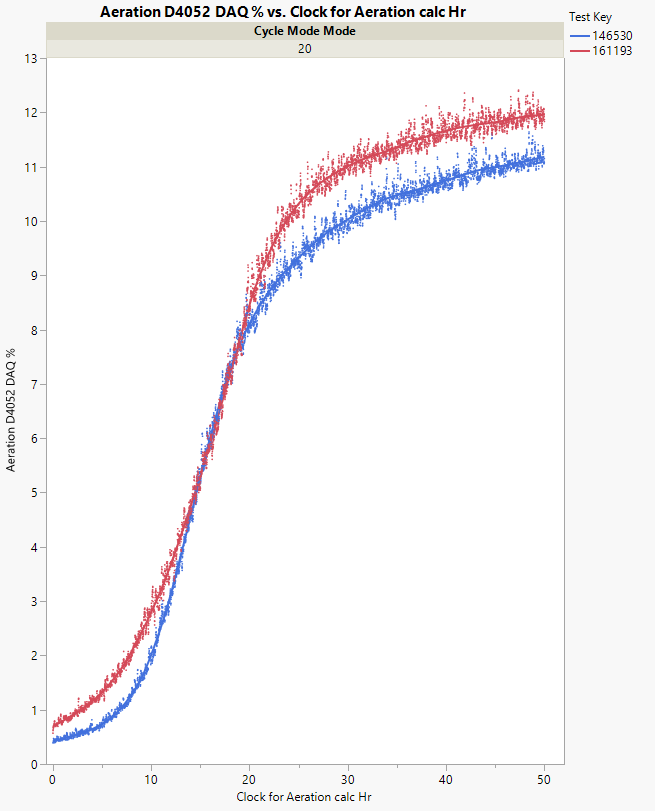 Aeration D4052 DAQ % vs. Clock for Aeration calc Hr
Test Key
146530
161193
Cycle Mode Mode
20
13
12
11
10
9
8
7
6
5
4
3
2
1
0
Aeration D4052 DAQ %
0 10 20 30 40 50
Clock for Aeration calc Hr